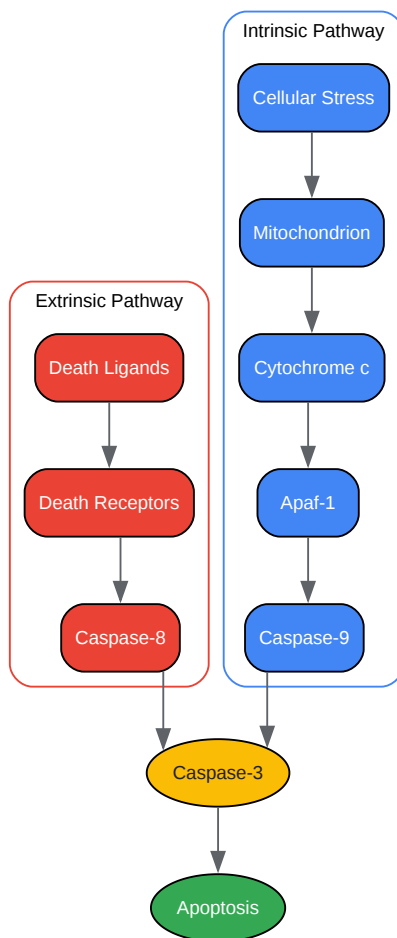 Intrinsic Pathway
Cellular Stress
Mitochondrion
Extrinsic Pathway
Death Ligands
Cytochrome c
Death Receptors
Apaf-1
Caspase-8
Caspase-9
Caspase-3
Apoptosis